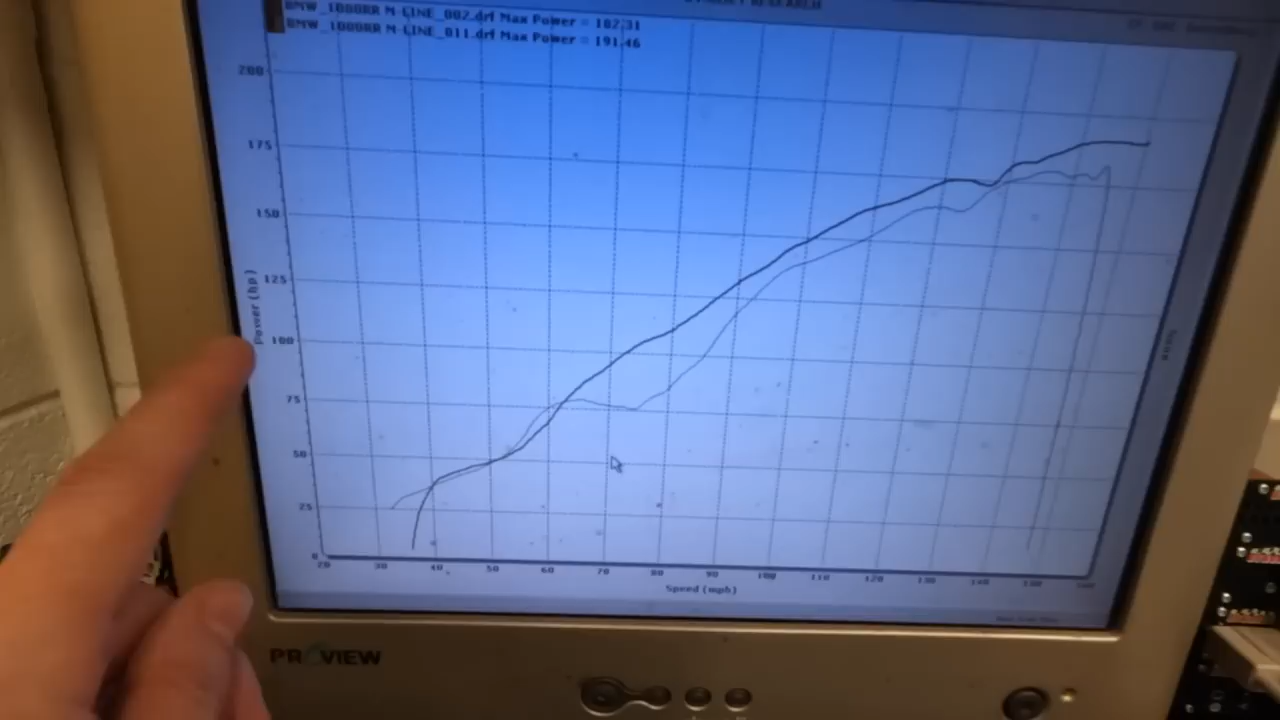 BMW_1000RR M-LINE_002.drf Max Power = 182.31
BMW_1000RR M-LINE_011.drf Max Power = 191.46
200
175
150
125
100
75
50
25
0
Power (hp)
20 30 40 50 60 70 80 90 100 110 120 130 140 150 160
Speed (mph)
PROVIEW